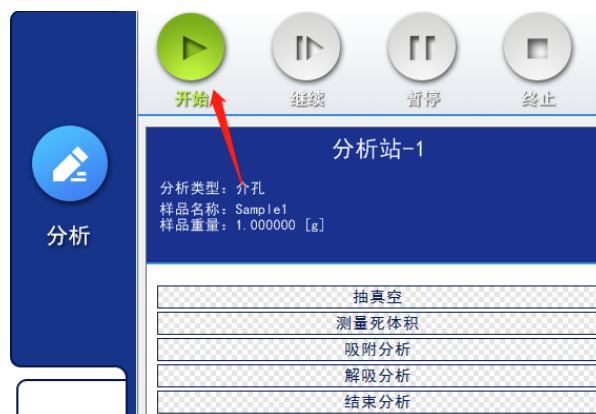 开始 继续 暂停 终止
分析站-1
分析类型：介孔
样品名称：Sample1
样品重量：1.000000 [g]
分析
抽真空
测量死体积
吸附分析
解吸分析
结束分析